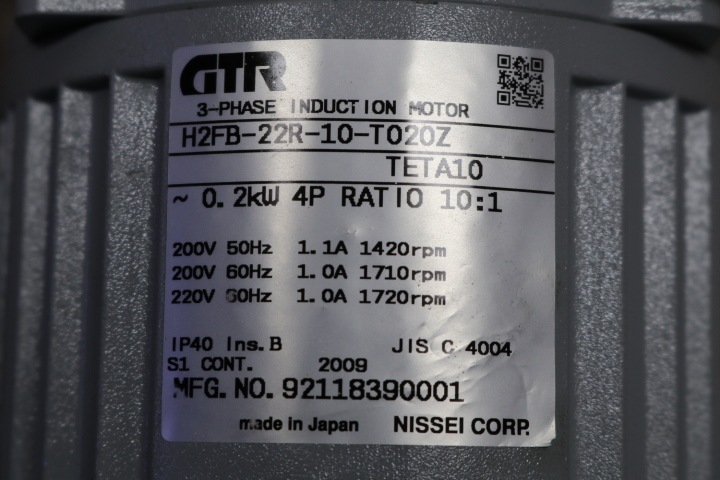 GTR
3-PHASE INDUCTION MOTOR
H2FB-22R-10-T020Z
TETA10
~ 0.2kW 4P RATIO 10:1
200V 50Hz 1.1A 1420rpm
200V 60Hz 1.0A 1710rpm
220V 60Hz 1.0A 1720rpm
IP40 Ins.B JIS C 4004
S1 CONT. 2009
MFG.NO.92118390001
made in Japan NISSEI CORP.